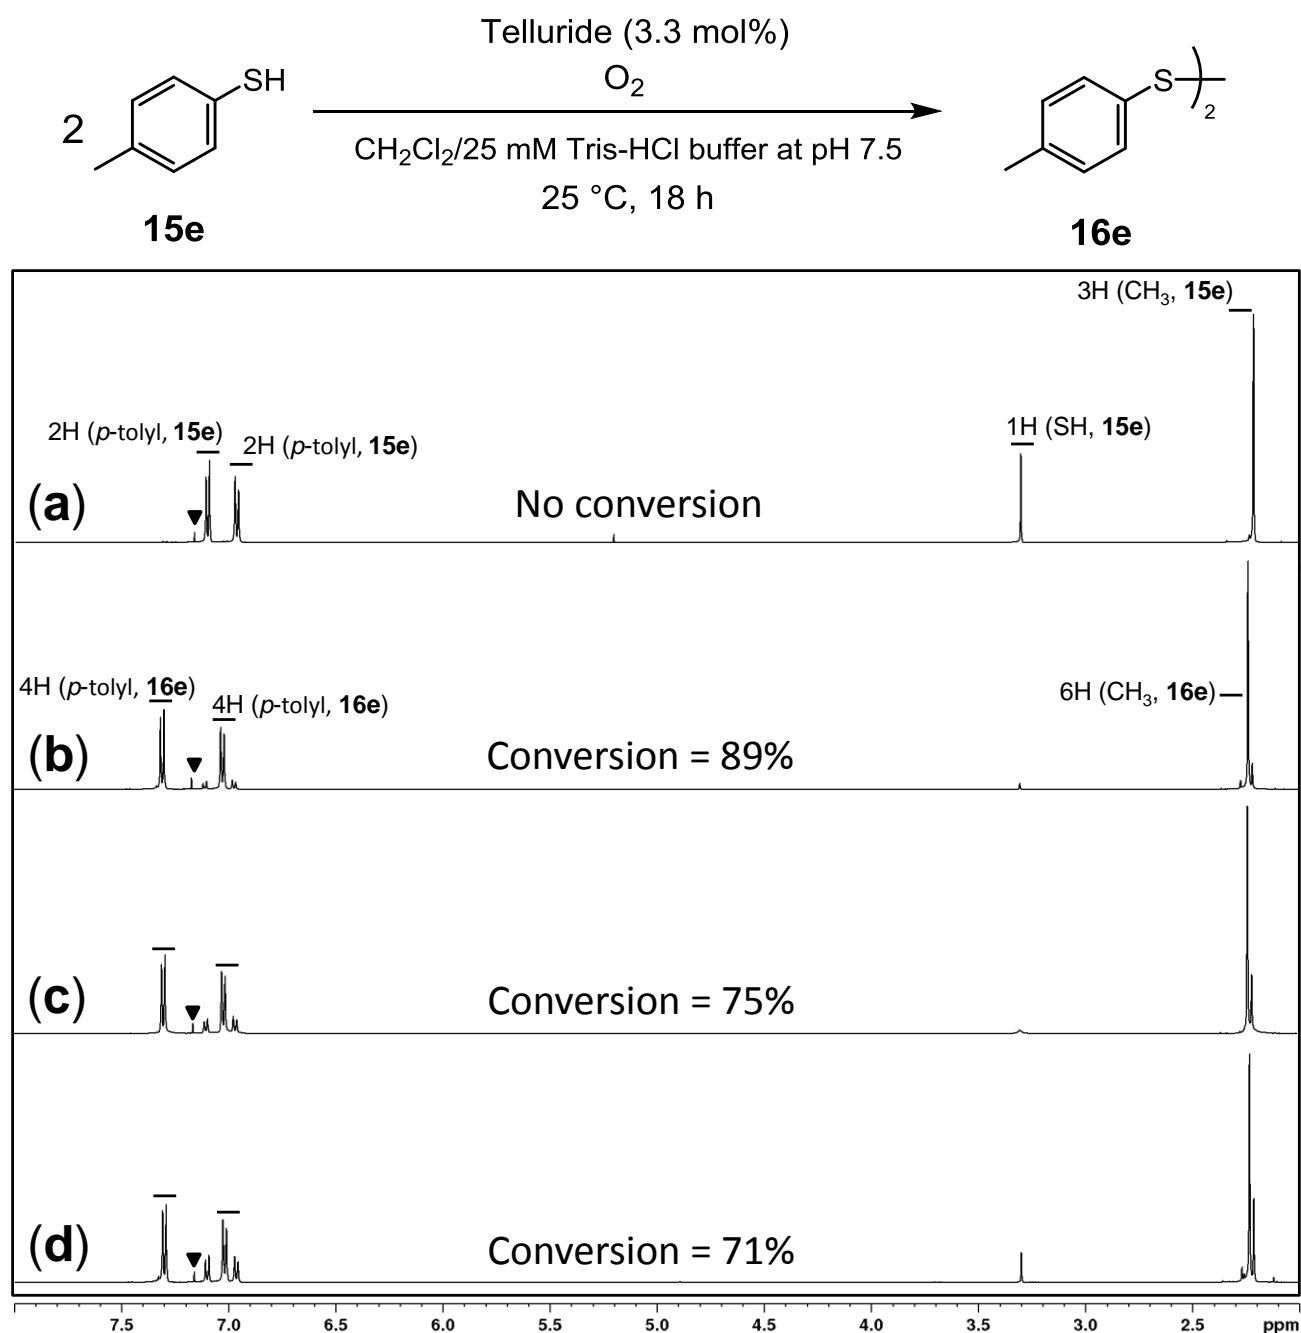 Telluride (3.3 mol%)
O2
2
SH
CH2Cl2/25 mM Tris-HCl buffer at pH 7.5
25 °C, 18 h
S
2
15e
16e
3H (CH3, 15e)
2H (p-tolyl, 15e)
2H (p-tolyl, 15e)
1H (SH, 15e)
(a)
No conversion
4H (p-tolyl, 16e)
4H (p-tolyl, 16e)
6H (CH3, 16e)
(b)
Conversion = 89%
(c)
Conversion = 75%
(d)
Conversion = 71%
7.5 7.0 6.5 6.0 5.5 5.0 4.5 4.0 3.5 3.0 2.5 ppm